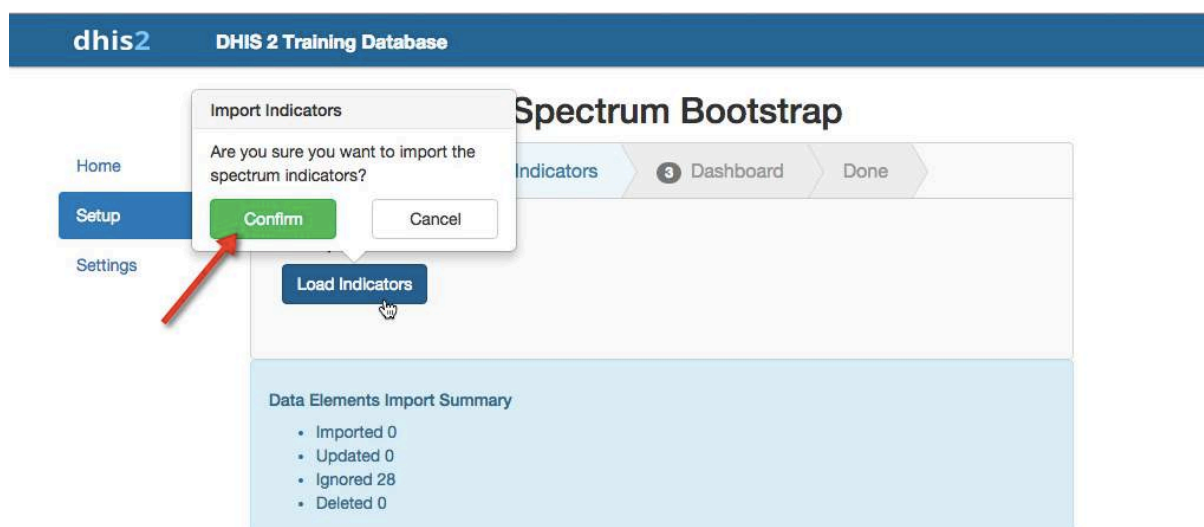 dhis2 DHIS 2 Training Database
Spectrum Bootstrap
Import Indicators
Are you sure you want to import the
spectrum indicators?
Confirm Cancel
Home
Setup
Settings
Indicators 3 Dashboard Done
Load Indicators
Data Elements Import Summary
• Imported 0
• Updated 0
• Ignored 28
• Deleted 0